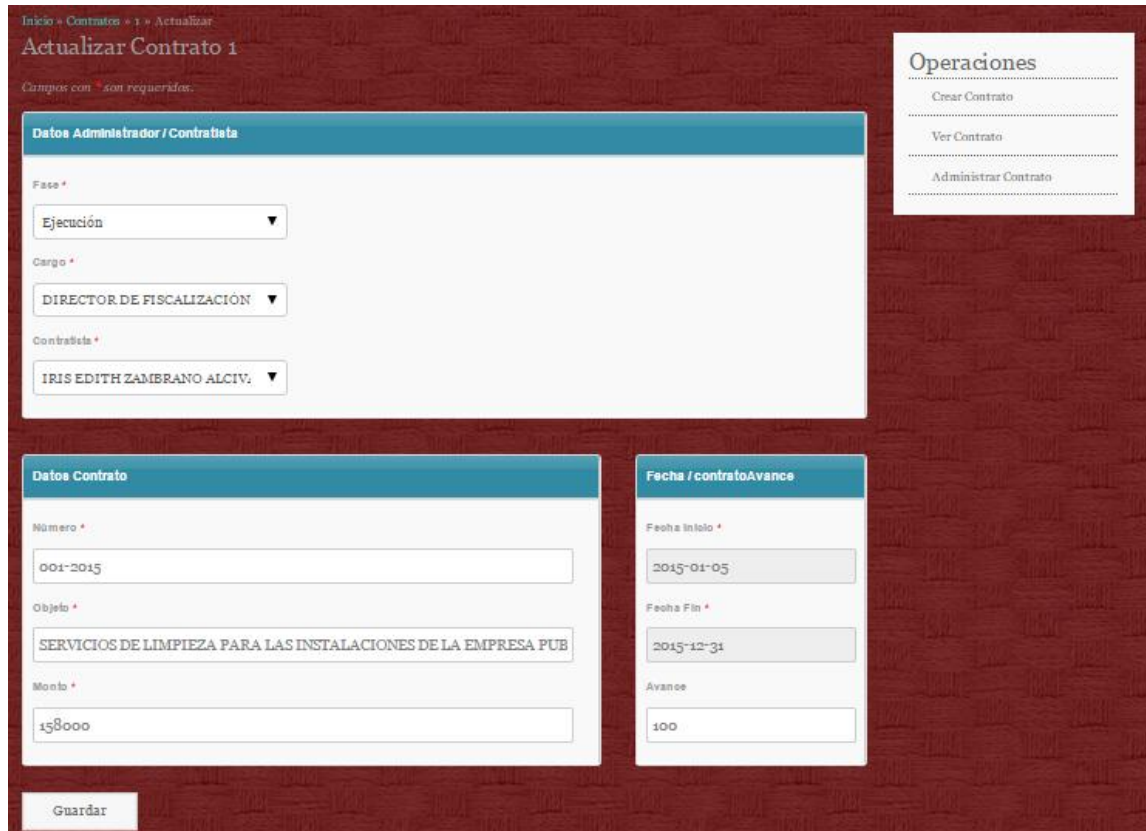 Inicio » Contratos » 1 » Actualizar
Actualizar Contrato 1
Campos con * son requeridos.
Datos Administrador / Contratista
Fase *
Ejecución
Cargo *
DIRECTOR DE FISCALIZACIÓN
Contratista *
IRIS EDITH ZAMBRANO ALCIV
Datos Contrato
Número *
001-2015
Objeto *
SERVICIOS DE LIMPIEZA PARA LAS INSTALACIONES DE LA EMPRESA PUB
Monto *
158000
Fecha / contratoAvance
Fecha Inicio *
2015-01-05
Fecha Fin *
2015-12-31
Avance
100
Guardar
Operaciones
Crear Contrato
Ver Contrato
Administrar Contrato